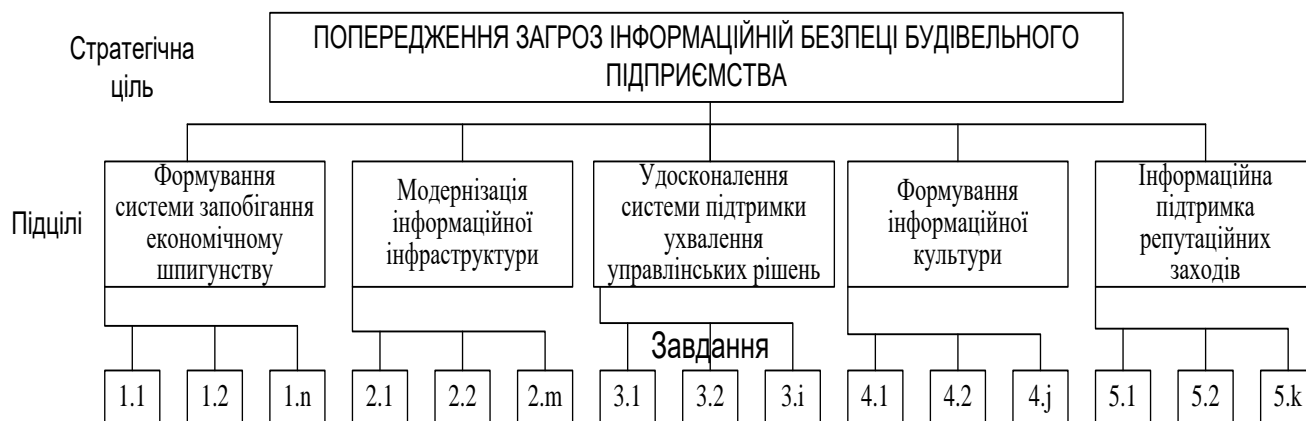 Стратегічна
ціль
ПОПЕРЕДЖЕННЯ ЗАГРОЗ ІНФОРМАЦІЙНІЙ БЕЗПЕЦІ БУДІВЕЛЬНОГО
ПІДПРИЄМСТВА
Підцілі
Формування
системи запобігання
економічному
шпигунству
Модернізація
інформаційної
інфраструктури
Удосконалення
системи підтримки
ухвалення
управлінських рішень
Формування
інформаційної
культури
Інформаційна
підтримка
репутаційних
заходів
Завдання
1.1
1.2
1.n
2.1
2.2
2.m
3.1
3.2
3.i
4.1
4.2
4.j
5.1
5.2
5.k